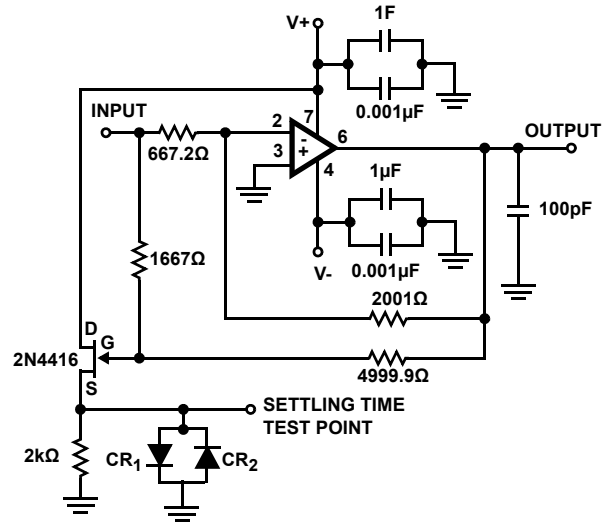 V+
1F
0.001µF
INPUT
7
2
667.2Ω
3
-
+
6
4
OUTPUT
1µF
100pF
V-
0.001µF
1667Ω
2001Ω
D
G
2N4416
S
4999.9Ω
SETTLING TIME
TEST POINT
2kΩ
CR1
CR2